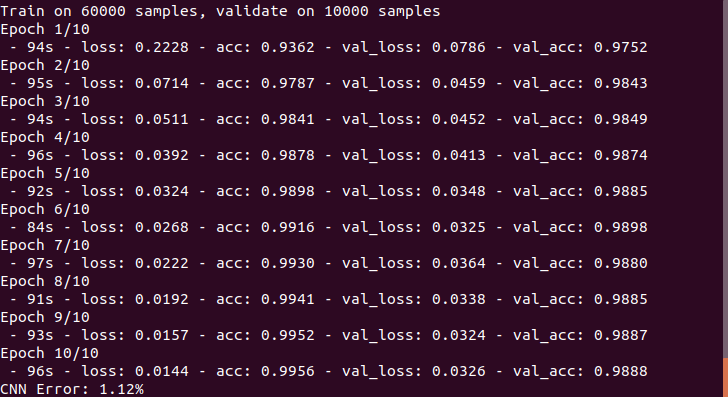 Train on 60000 samples, validate on 10000 samples
Epoch 1/10
- 94s - loss: 0.2228 - acc: 0.9362 - val_loss: 0.0786 - val_acc: 0.9752
Epoch 2/10
- 95s - loss: 0.0714 - acc: 0.9787 - val_loss: 0.0459 - val_acc: 0.9843
Epoch 3/10
- 94s - loss: 0.0511 - acc: 0.9841 - val_loss: 0.0452 - val_acc: 0.9849
Epoch 4/10
- 96s - loss: 0.0392 - acc: 0.9878 - val_loss: 0.0413 - val_acc: 0.9874
Epoch 5/10
- 92s - loss: 0.0324 - acc: 0.9898 - val_loss: 0.0348 - val_acc: 0.9885
Epoch 6/10
- 84s - loss: 0.0268 - acc: 0.9916 - val_loss: 0.0325 - val_acc: 0.9898
Epoch 7/10
- 97s - loss: 0.0222 - acc: 0.9930 - val_loss: 0.0364 - val_acc: 0.9880
Epoch 8/10
- 91s - loss: 0.0192 - acc: 0.9941 - val_loss: 0.0338 - val_acc: 0.9885
Epoch 9/10
- 93s - loss: 0.0157 - acc: 0.9952 - val_loss: 0.0324 - val_acc: 0.9887
Epoch 10/10
- 96s - loss: 0.0144 - acc: 0.9956 - val_loss: 0.0326 - val_acc: 0.9888
CNN Error: 1.12%